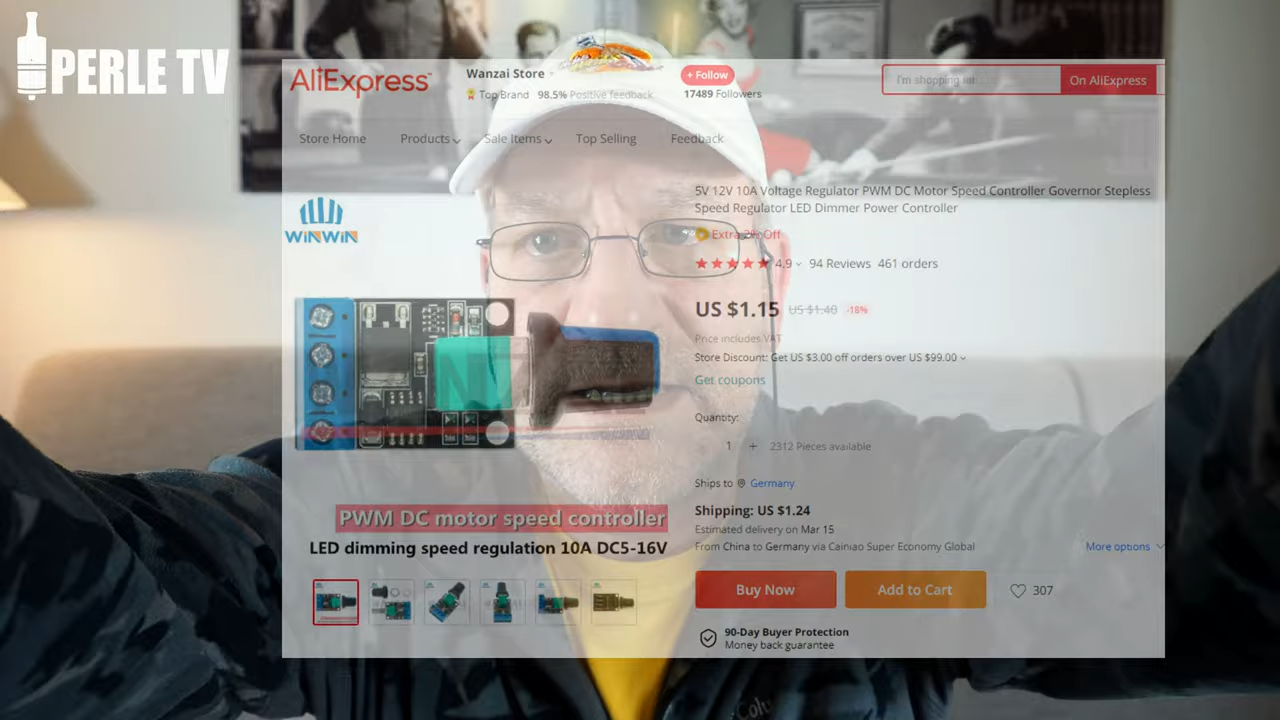 PERLE TV
AliExpress
Wanzai Store
+ Follow
Top Brand 98.5% Positive feedback
17489 Followers
I'm shopping
On AliExpress
Store Home Products Sale Items Top Selling Feedback
WiNWiN
5V 12V 10A Voltage Regulator PWM DC Motor Speed Controller Governor Stepless
Speed Regulator LED Dimmer Power Controller
Extra 2% Off
4.9 94 Reviews 461 orders
US $1.15 US $1.40 -18%
Price includes VAT
Store Discount: Get US $3.00 off orders over US $99.00
Get coupons
Quantity:
1 + 2312 Pieces available
Ships to Germany
Shipping: US $1.24
Estimated delivery on Mar 15
From China to Germany via Cainiao Super Economy Global
More options
PWM DC motor speed controller
LED dimming speed regulation 10A DC5-16V
Buy Now
Add to Cart
307
90-Day Buyer Protection
Money back guarantee